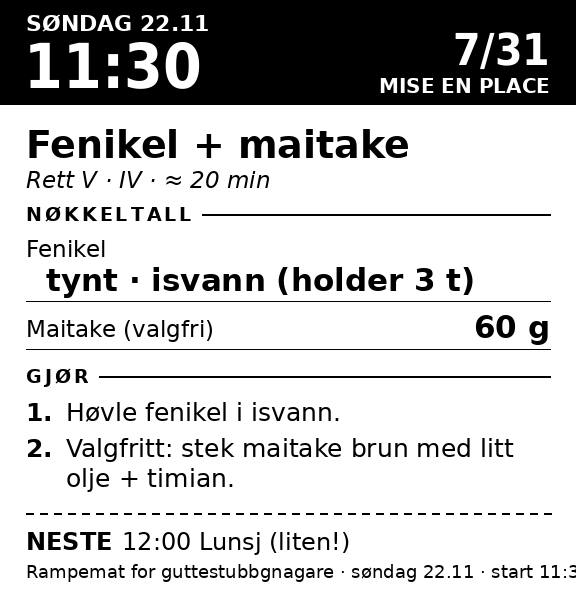 SØNDAG 22.11
11:30
7/31
MISE EN PLACE
Fenikel + maitake
Rett V · IV · ≈ 20 min
NØKKELTALL
Fenikel
tynt · isvann (holder 3 t)
Maitake (valgfri) 60 g
GJØR
1. Høvle fenikel i isvann.
2. Valgfritt: stek maitake brun med litt
olje + timian.
NESTE 12:00 Lunsj (liten!)
Rampemat for guttestubbgnagare · søndag 22.11 · start